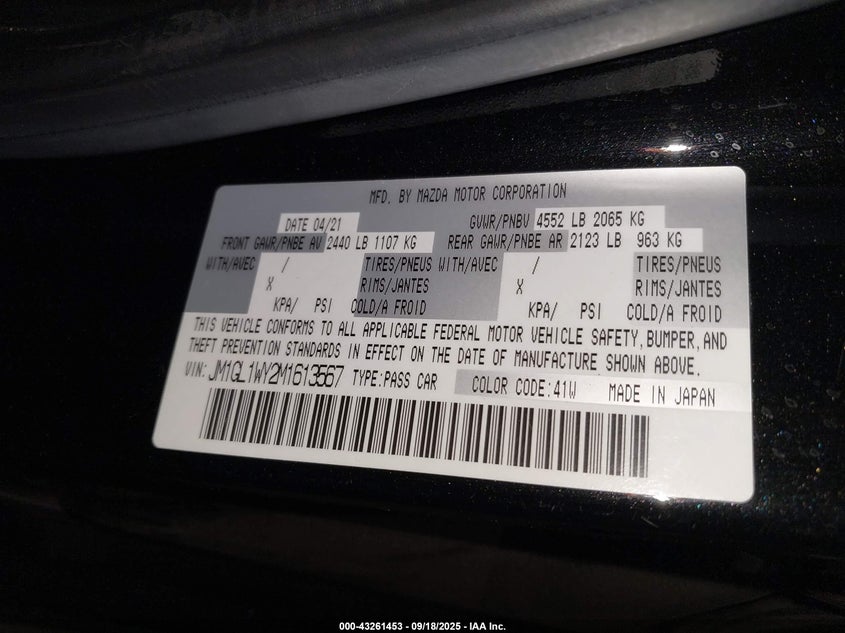 MFD. BY MAZDA MOTOR CORPORATION
DATE 04/21 GVWR/PNBV 4552 LB 2065 KG
FRONT GAWR/PNBE AV 2440 LB 1107 KG REAR GAWR/PNBE AR 2123 LB 963 KG
WITH/AVEC / TIRES/PNEUS WITH/AVEC / TIRES/PNEUS
X RIMS/JANTES X RIMS/JANTES
KPA/ PSI COLD/A FROID KPA/ PSI COLD/A FROID
THIS VEHICLE CONFORMS TO ALL APPLICABLE FEDERAL MOTOR VEHICLE SAFETY, BUMPER, AND
THEFT PREVENTION STANDARDS IN EFFECT ON THE DATE OF MANUFACTURE SHOWN ABOVE.
VIN: JM1GL1WY2M1613567 TYPE:PASS CAR COLOR CODE:41W MADE IN JAPAN
000-43261453 - 09/18/2025 - IAA Inc.